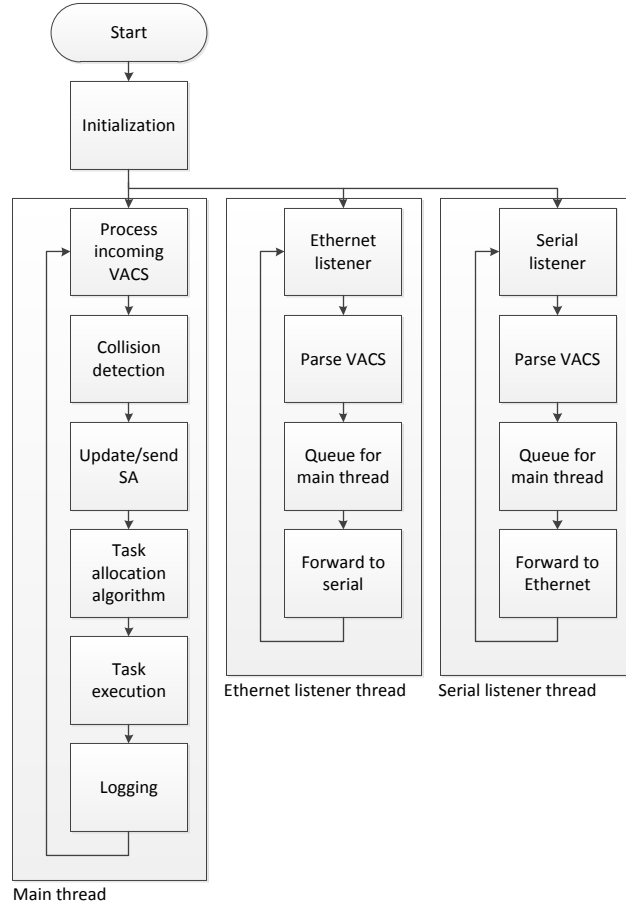 Start
Initialization
Process
incoming
VACS
Collision
detection
Update/send
SA
Task
allocation
algorithm
Task
execution
Logging
Main thread
Ethernet
listener
Parse VACS
Queue for
main thread
Forward to
serial
Ethernet listener thread
Serial
listener
Parse VACS
Queue for
main thread
Forward to
Ethernet
Serial listener thread